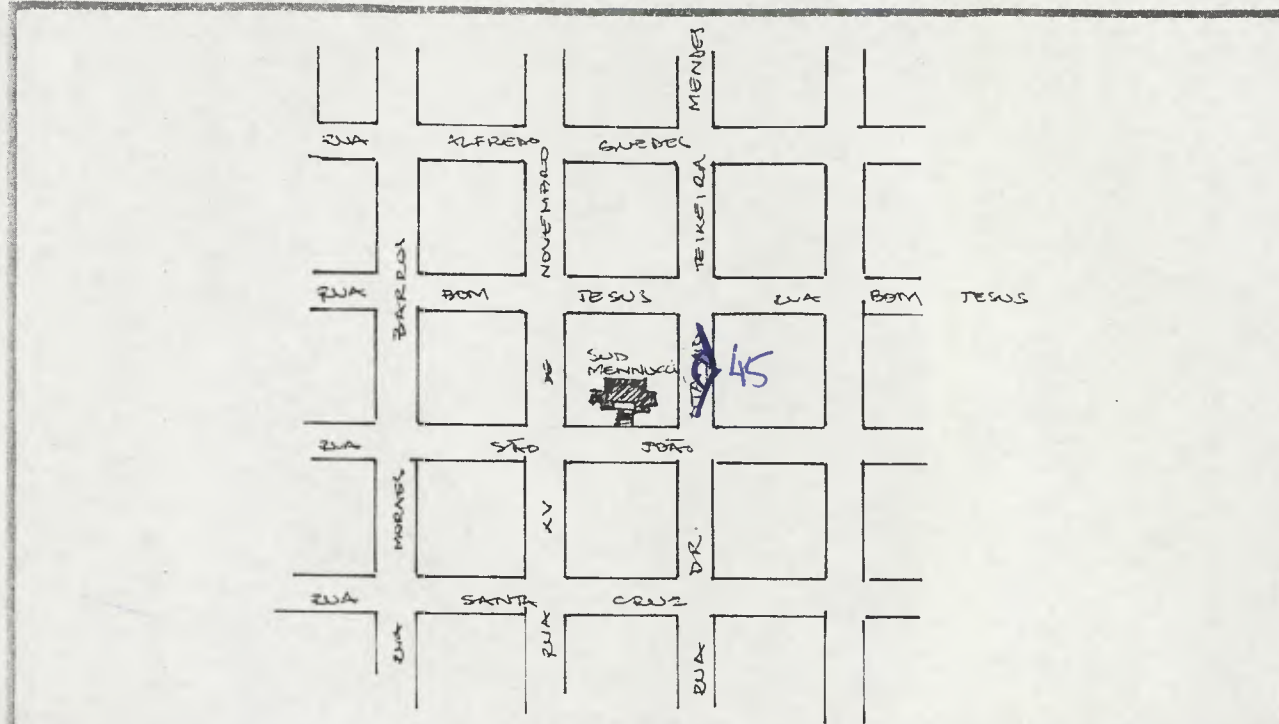 RUA ALFREDO GUEDES
RUA BOM JESUS RUA BOM JESUS
SUD
MENNUCCI
45
RUA SÃO JOÃO
RUA SANTA CRUZ
RUA MORAES BARROS
RUA XV DE NOVEMBRO
RUA DR. TEIXEIRA MENDES